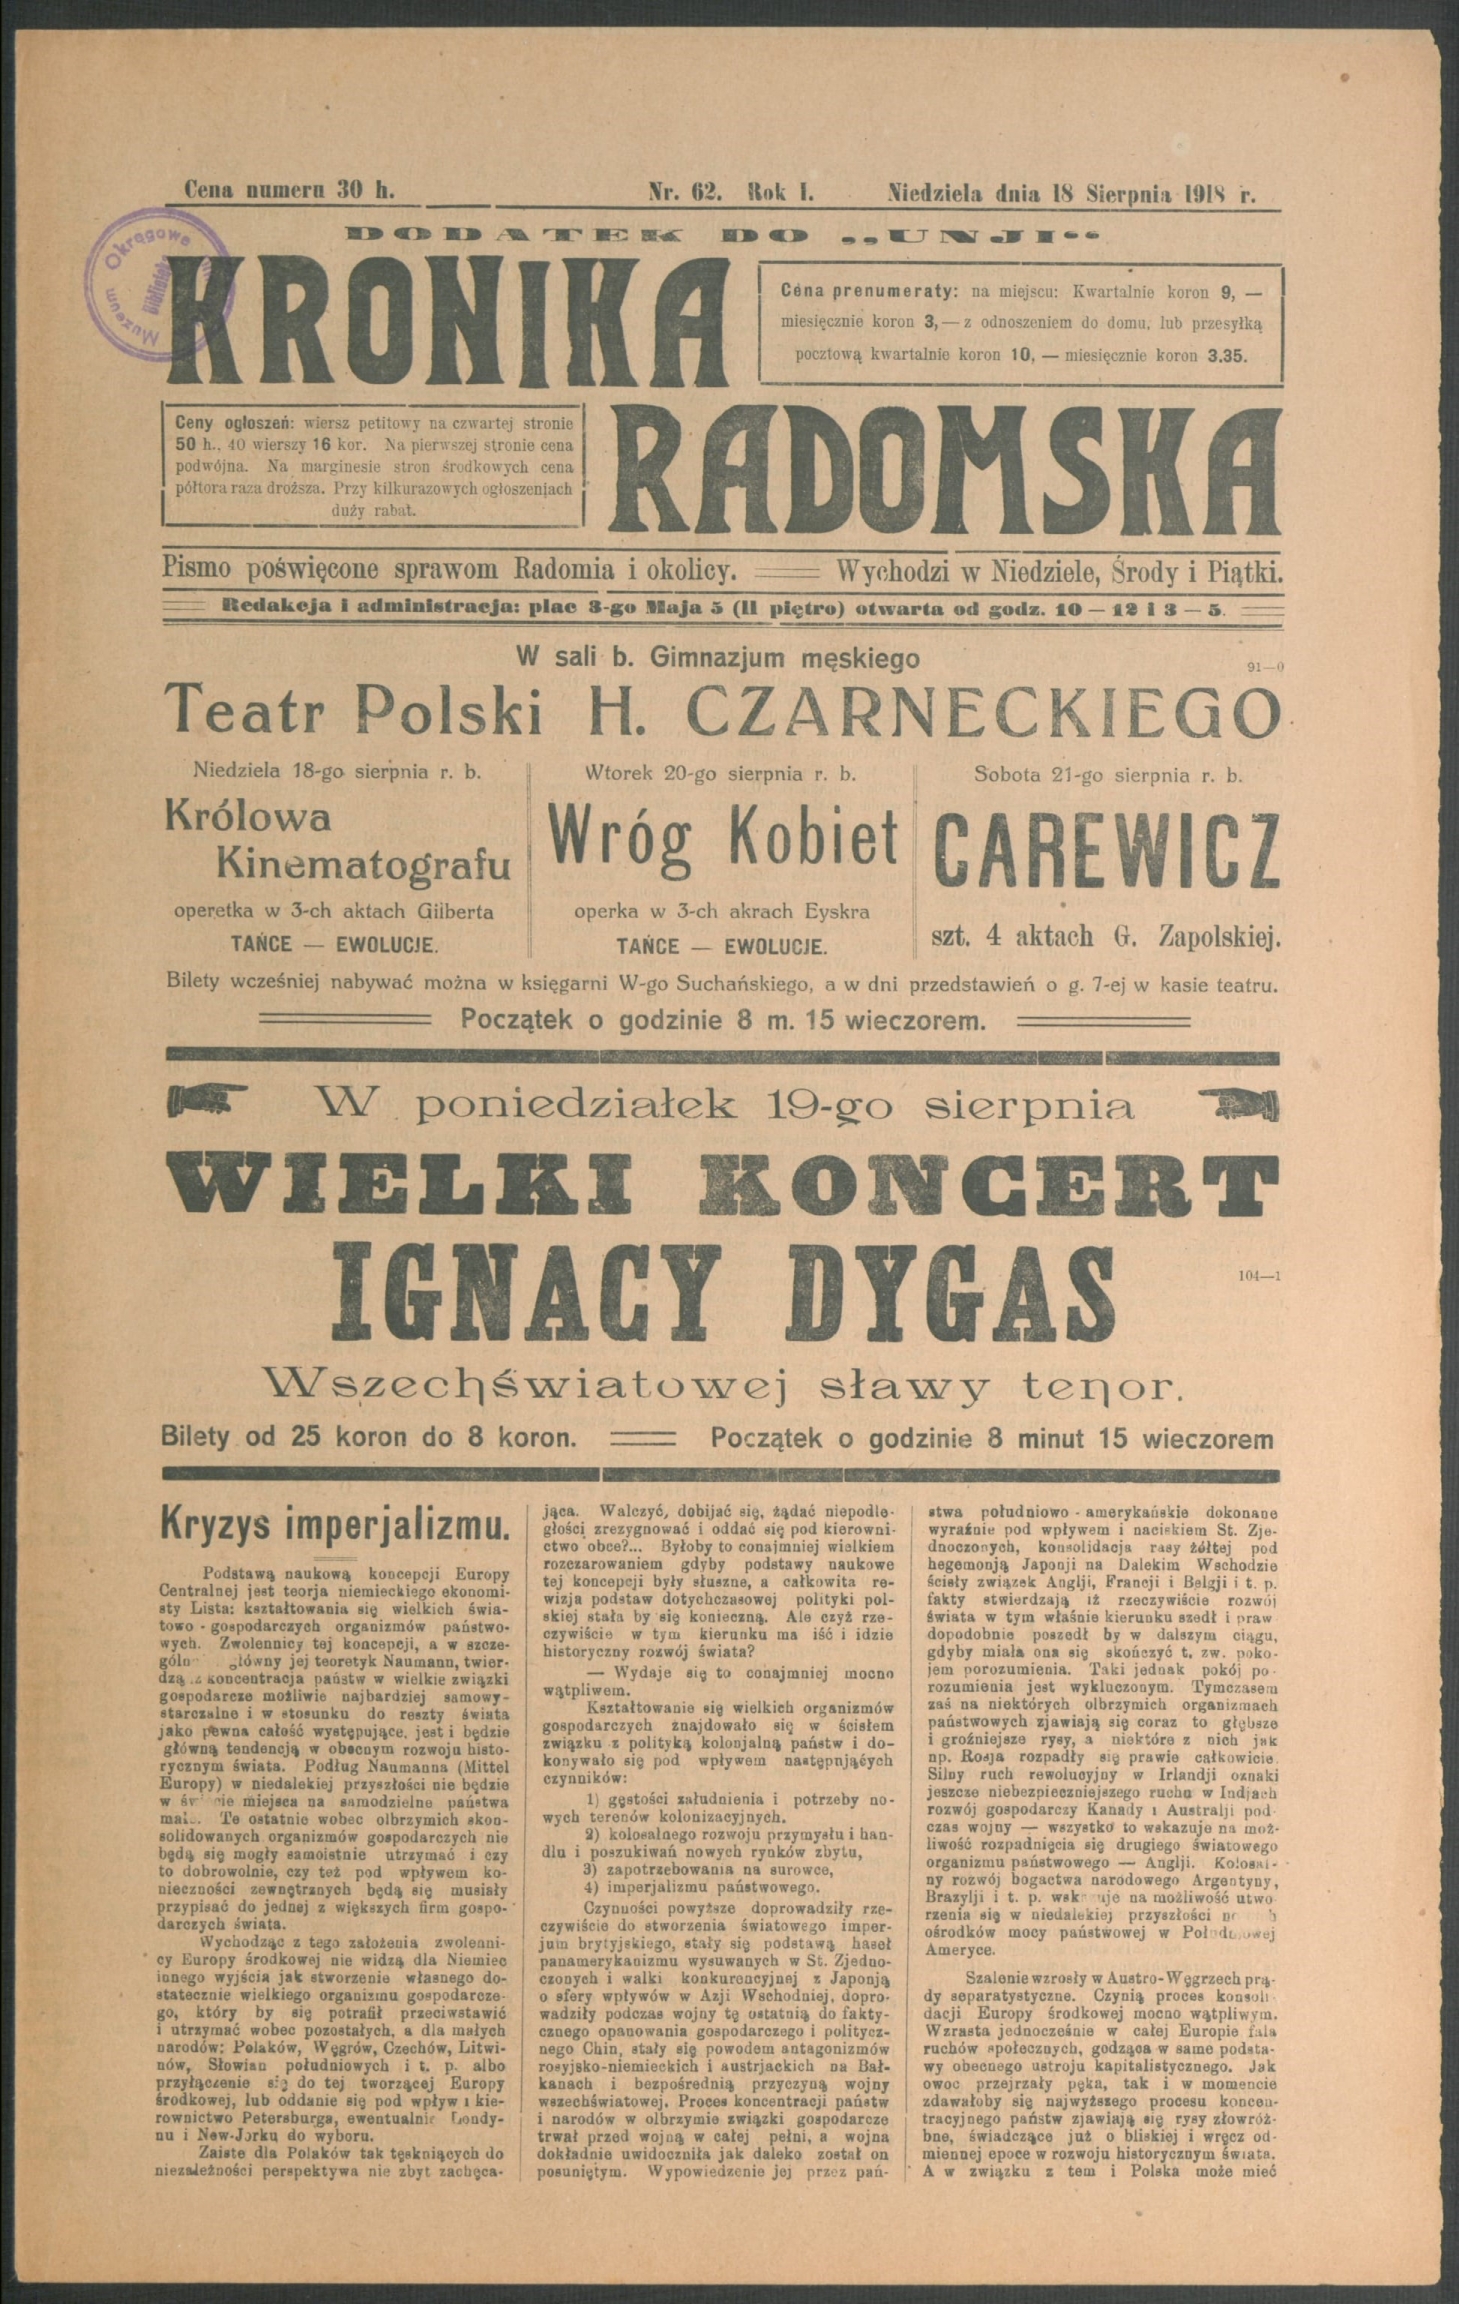 Cena numeru 30 h.
Nr. 62. Rok I.
Niedziela dnia 18 Sierpnia 1918 r.
DODATEK DO „UNJI“
KRONIKA
Cena prenumeraty: na miejscu: Kwartalnie koron 9, —
miesięcznie koron 3, — z odnoszeniem do domu, lub przesyłką
pocztową kwartalnie koron 10, — miesięcznie koron 3.35.
Ceny ogłoszeń: wiersz petitowy na czwartej stronie
50 h., 40 wierszy 16 kor. Na pierwszej stronie cena
podwójna. Na marginesie stron środkowych cena
półtora raza droższa. Przy kilkurazowych ogłoszeniach
duży rabat.
RADOMSKA
Pismo poświęcone sprawom Radomia i okolicy. Wychodzi w Niedziele, Środy i Piątki.
Redakcja i administracja: plac 3-go Maja 5 (II piętro) otwarta od godz. 10 — 12 i 3 — 5.
Muzeum Okręgowe
Biblioteka
W sali b. Gimnazjum męskiego
91—0
Teatr Polski H. CZARNECKIEGO
Niedziela 18-go sierpnia r. b.
Królowa
Kinematografu
operetka w 3-ch aktach Gilberta
TAŃCE — EWOLUCJE.
Wtorek 20-go sierpnia r. b.
Wróg Kobiet
operka w 3-ch akrach Eyskra
TAŃCE — EWOLUCJE.
Sobota 21-go sierpnia r. b.
CAREWICZ
szt. 4 aktach G. Zapolskiej.
Bilety wcześniej nabywać można w księgarni W-go Suchańskiego, a w dni przedstawień o g. 7-ej w kasie teatru.
Początek o godzinie 8 m. 15 wieczorem.
W poniedziałek 19-go sierpnia
WIELKI KONCERT
IGNACY DYGAS
104—1
Wszechświatowej sławy tenor.
Bilety od 25 koron do 8 koron. Początek o godzinie 8 minut 15 wieczorem
Kryzys imperjalizmu.
Podstawą naukową koncepcji Europy
Centralnej jest teorja niemieckiego ekonomi-
sty Lista: kształtowania się wielkich świa-
towo - gospodarczych organizmów państwo-
wych. Zwolennicy tej koncepcji, a w szcze-
główny jej teoretyk Naumann, twier-
dzą koncentracja państw w wielkie związki
gospodarcze możliwie najbardziej samowy-
starczalne i w stosunku do reszty świata
jako pewna całość występujące, jest i będzie
główną tendencją w obecnym rozwoju histo-
rycznym świata. Podług Naumanna (Mittel
Europy) w niedalekiej przyszłości nie będzie
w miejsca na samodzielne państwa
Te ostatnie wobec olbrzymich skon-
solidowanych organizmów gospodarczych nie
będą się mogły samoistnie utrzymać i czy
to dobrowolnie, czy też pod wpływem ko-
nieczności zewnętrznych będą się musiały
przypisać do jednej z większych firm gospo-
darczych świata.
Wychodząc z tego założenia zwolenni-
cy Europy środkowej nie widzą dla Niemiec
innego wyjścia jak stworzenie własnego do-
statecznie wielkiego organizmu gospodarcze-
go, który by się potrafił przeciwstawić
i utrzymać wobec pozostałych, a dla małych
narodów: Polaków, Węgrów, Czechów, Litwi-
nów, Słowian południowych i t. p. albo
przyłączenie się do tej tworzącej Europy
środkowej, lub oddanie się pod wpływ i kie-
rownictwo Petersburga, ewentualnie Londy-
nu i New-Jorku do wyboru.
Zaiste dla Polaków tak tęskniących do
niezależności perspektywa nie zbyt zachęca-
jąca. Walczyć, dobijać się, żądać niepodle-
głości zrezygnować i oddać się pod kierowni-
ctwo obce?... Byłoby to conajmniej wielkiem
rozczarowaniem gdyby podstawy naukowe
tej koncepcji były słuszne, a całkowita re-
wizja podstaw dotychczasowej polityki pol-
skiej stała by się konieczną. Ale czyż rze-
czywiście w tym kierunku ma iść i idzie
historyczny rozwój świata?
— Wydaje się to conajmniej mocno
wątpliwem.
Kształtowanie się wielkich organizmów
gospodarczych znajdowało się w ścisłem
związku z polityką kolonjalną państw i do-
konywało się pod wpływem następnjących
czynników:
1) gęstości załudnienia i potrzeby no-
wych terenów kolonizacyjnych.
2) kolosalnego rozwoju przymysłu i han-
dlu i poszukiwań nowych rynków zbytu,
3) zapotrzebowania na surowce,
4) imperjalizmu państwowego.
Czynności powyższe doprowadziły rze-
czywiście do stworzenia światowego imper-
jum brytyjskiego, stały się podstawą haseł
panamerykanizmu wysuwanych w St. Zjedno-
czonych i walki konkurencyjnej z Japonją
o sfery wpływów w Azji Wschodniej, dopro-
wadziły podczas wojny tę ostatnią do fakty-
cznego opanowania gospodarczego i politycz-
nego Chin, stały się powodem antagonizmów
rosyjsko-niemieckich i austrjackich na Bał-
kanach i bezpośrednią przyczyną wojny
wszechświatowej. Proces koncentracji państw
i narodów w olbrzymie związki gospodarcze
trwał przed wojną w całej pełni, a wojna
dokładnie uwidoczniła jak daleko został on
posuniętym. Wypowiedzenie jej przez pań-
stwa południowo - amerykańskie dokonane
wyraźnie pod wpływem i naciskiem St. Zje-
dnoczonych, konsolidacja rasy żółtej pod
hegemonją Japonji na Dalekim Wschodzie
ścisły związek Anglji, Francji i Belgji i t. p.
fakty stwierdzają iż rzeczywiście rozwój
świata w tym właśnie kierunku szedł i praw
dopodobnie poszedł by w dalszym ciągu,
gdyby miała ona się skończyć t. zw. poko-
jem porozumienia. Taki jednak pokój po-
rozumienia jest wykluczonym. Tymczasem
zaś na niektórych olbrzymich organizmach
państwowych zjawiają się coraz to głębsze
i groźniejsze rysy, a niektóre z nich jak
np. Rosja rozpadły się prawie całkowicie.
Silny ruch rewolucyjny w Irlandji oznaki
jeszcze niebezpieczniejszego ruchu w Indjach
rozwój gospodarczy Kanady i Australji pod
czas wojny — wszystko to wskazuje na moż-
liwość rozpadnięcia się drugiego światowego
organizmu państwowego — Anglji. Kolosal-
ny rozwój bogactwa narodowego Argentyny,
Brazylji i t. p. na możliwość utwo
rzenia się w niedalekiej przyszłości
ośrodków mocy państwowej w Południowej
Ameryce.
Szalenie wzrosły w Austro-Węgrzech prą-
dy separatystyczne. Czynią proces konsoli-
dacji Europy środkowej mocno wątpliwym.
Wzrasta jednocześnie w całej Europie fala
ruchów społecznych, godząca w same podsta-
wy obecnego ustroju kapitalistycznego. Jak
owoc przejrzały pęka, tak i w momencie
zdawałoby się najwyższego procesu koncen-
tracyjnego państw zjawiają się rysy złowróż-
bne, świadczące już o bliskiej i wręcz od-
miennej epoce w rozwoju historycznym świata.
A w związku z tem i Polska może mieć